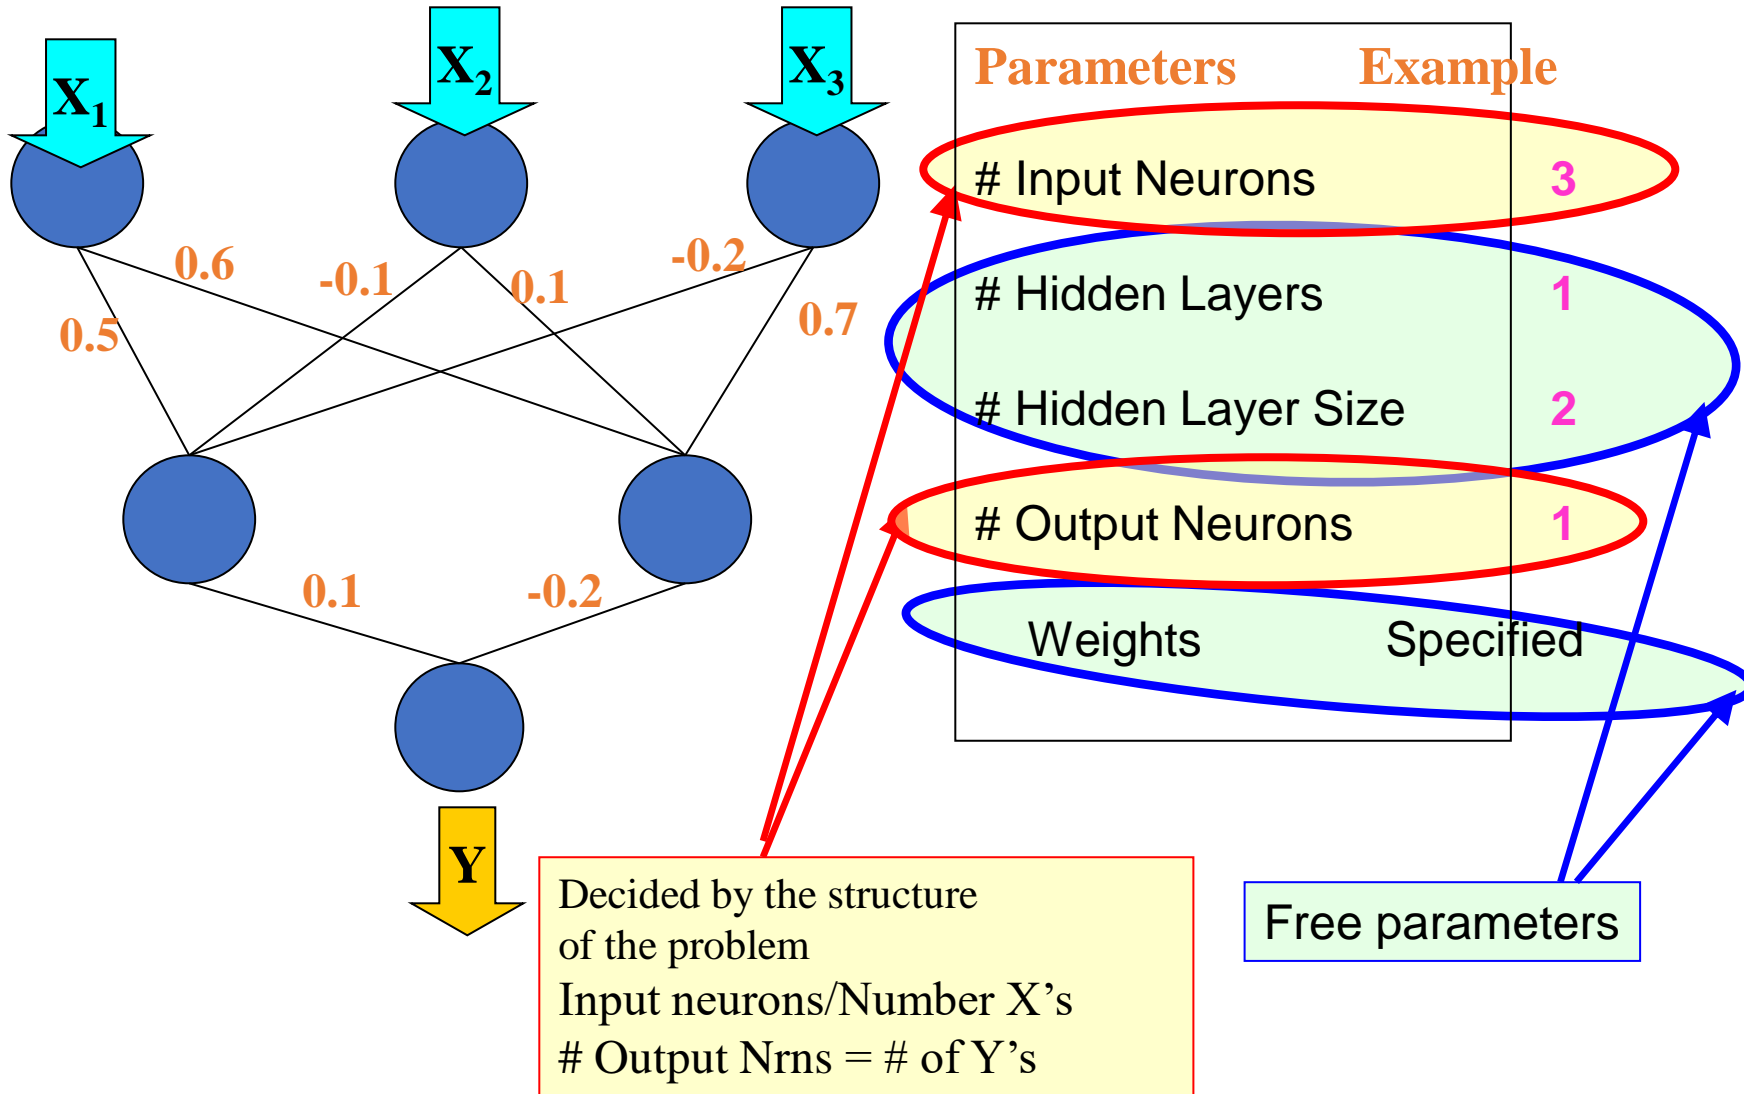 X1 X2 X3
0.6 -0.1 0.1 -0.2
0.5 0.7
0.1 -0.2
Y
Parameters Example
# Input Neurons 3
# Hidden Layers 1
# Hidden Layer Size 2
# Output Neurons 1
Weights Specified
Decided by the structure
of the problem
Input neurons/Number X’s
# Output Nrns = # of Y’s
Free parameters